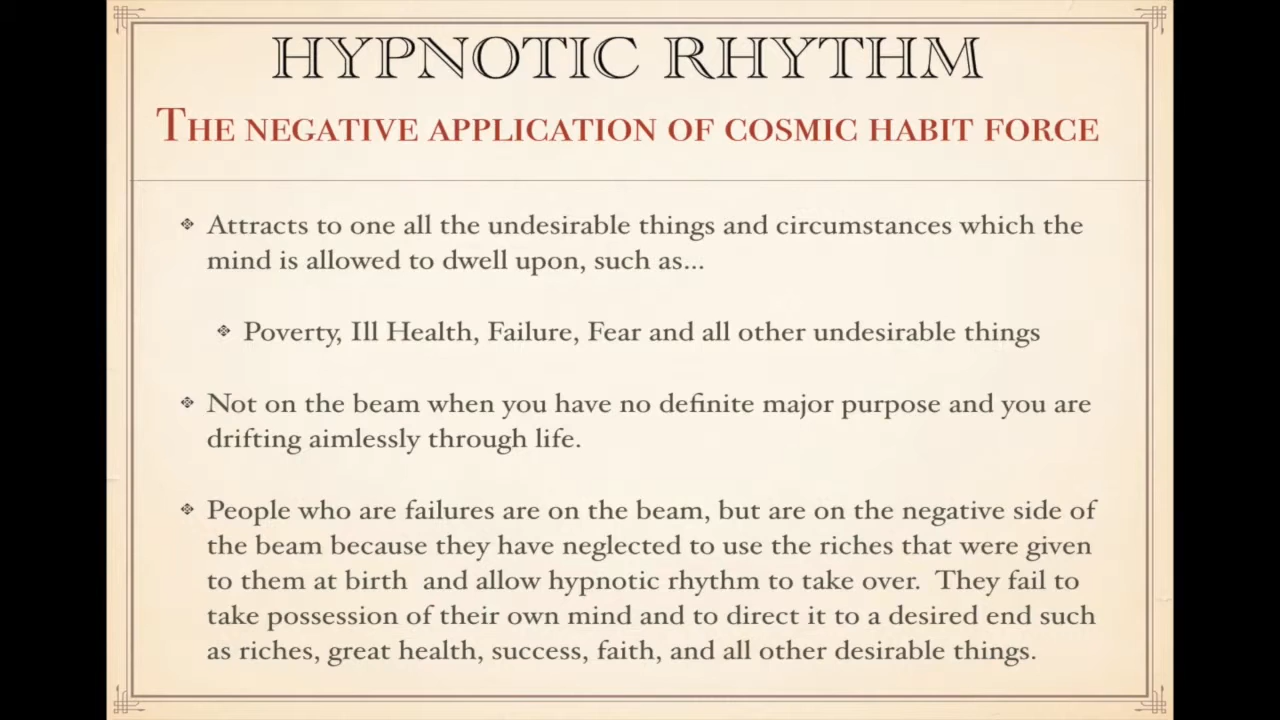 HYPNOTIC RHYTHM
The negative application of cosmic habit force
Attracts to one all the undesirable things and circumstances which the
mind is allowed to dwell upon, such as...
Poverty, Ill Health, Failure, Fear and all other undesirable things
Not on the beam when you have no definite major purpose and you are
drifting aimlessly through life.
People who are failures are on the beam, but are on the negative side of
the beam because they have neglected to use the riches that were given
to them at birth  and allow hypnotic rhythm to take over.  They fail to
take possession of their own mind and to direct it to a desired end such
as riches, great health, success, faith, and all other desirable things.